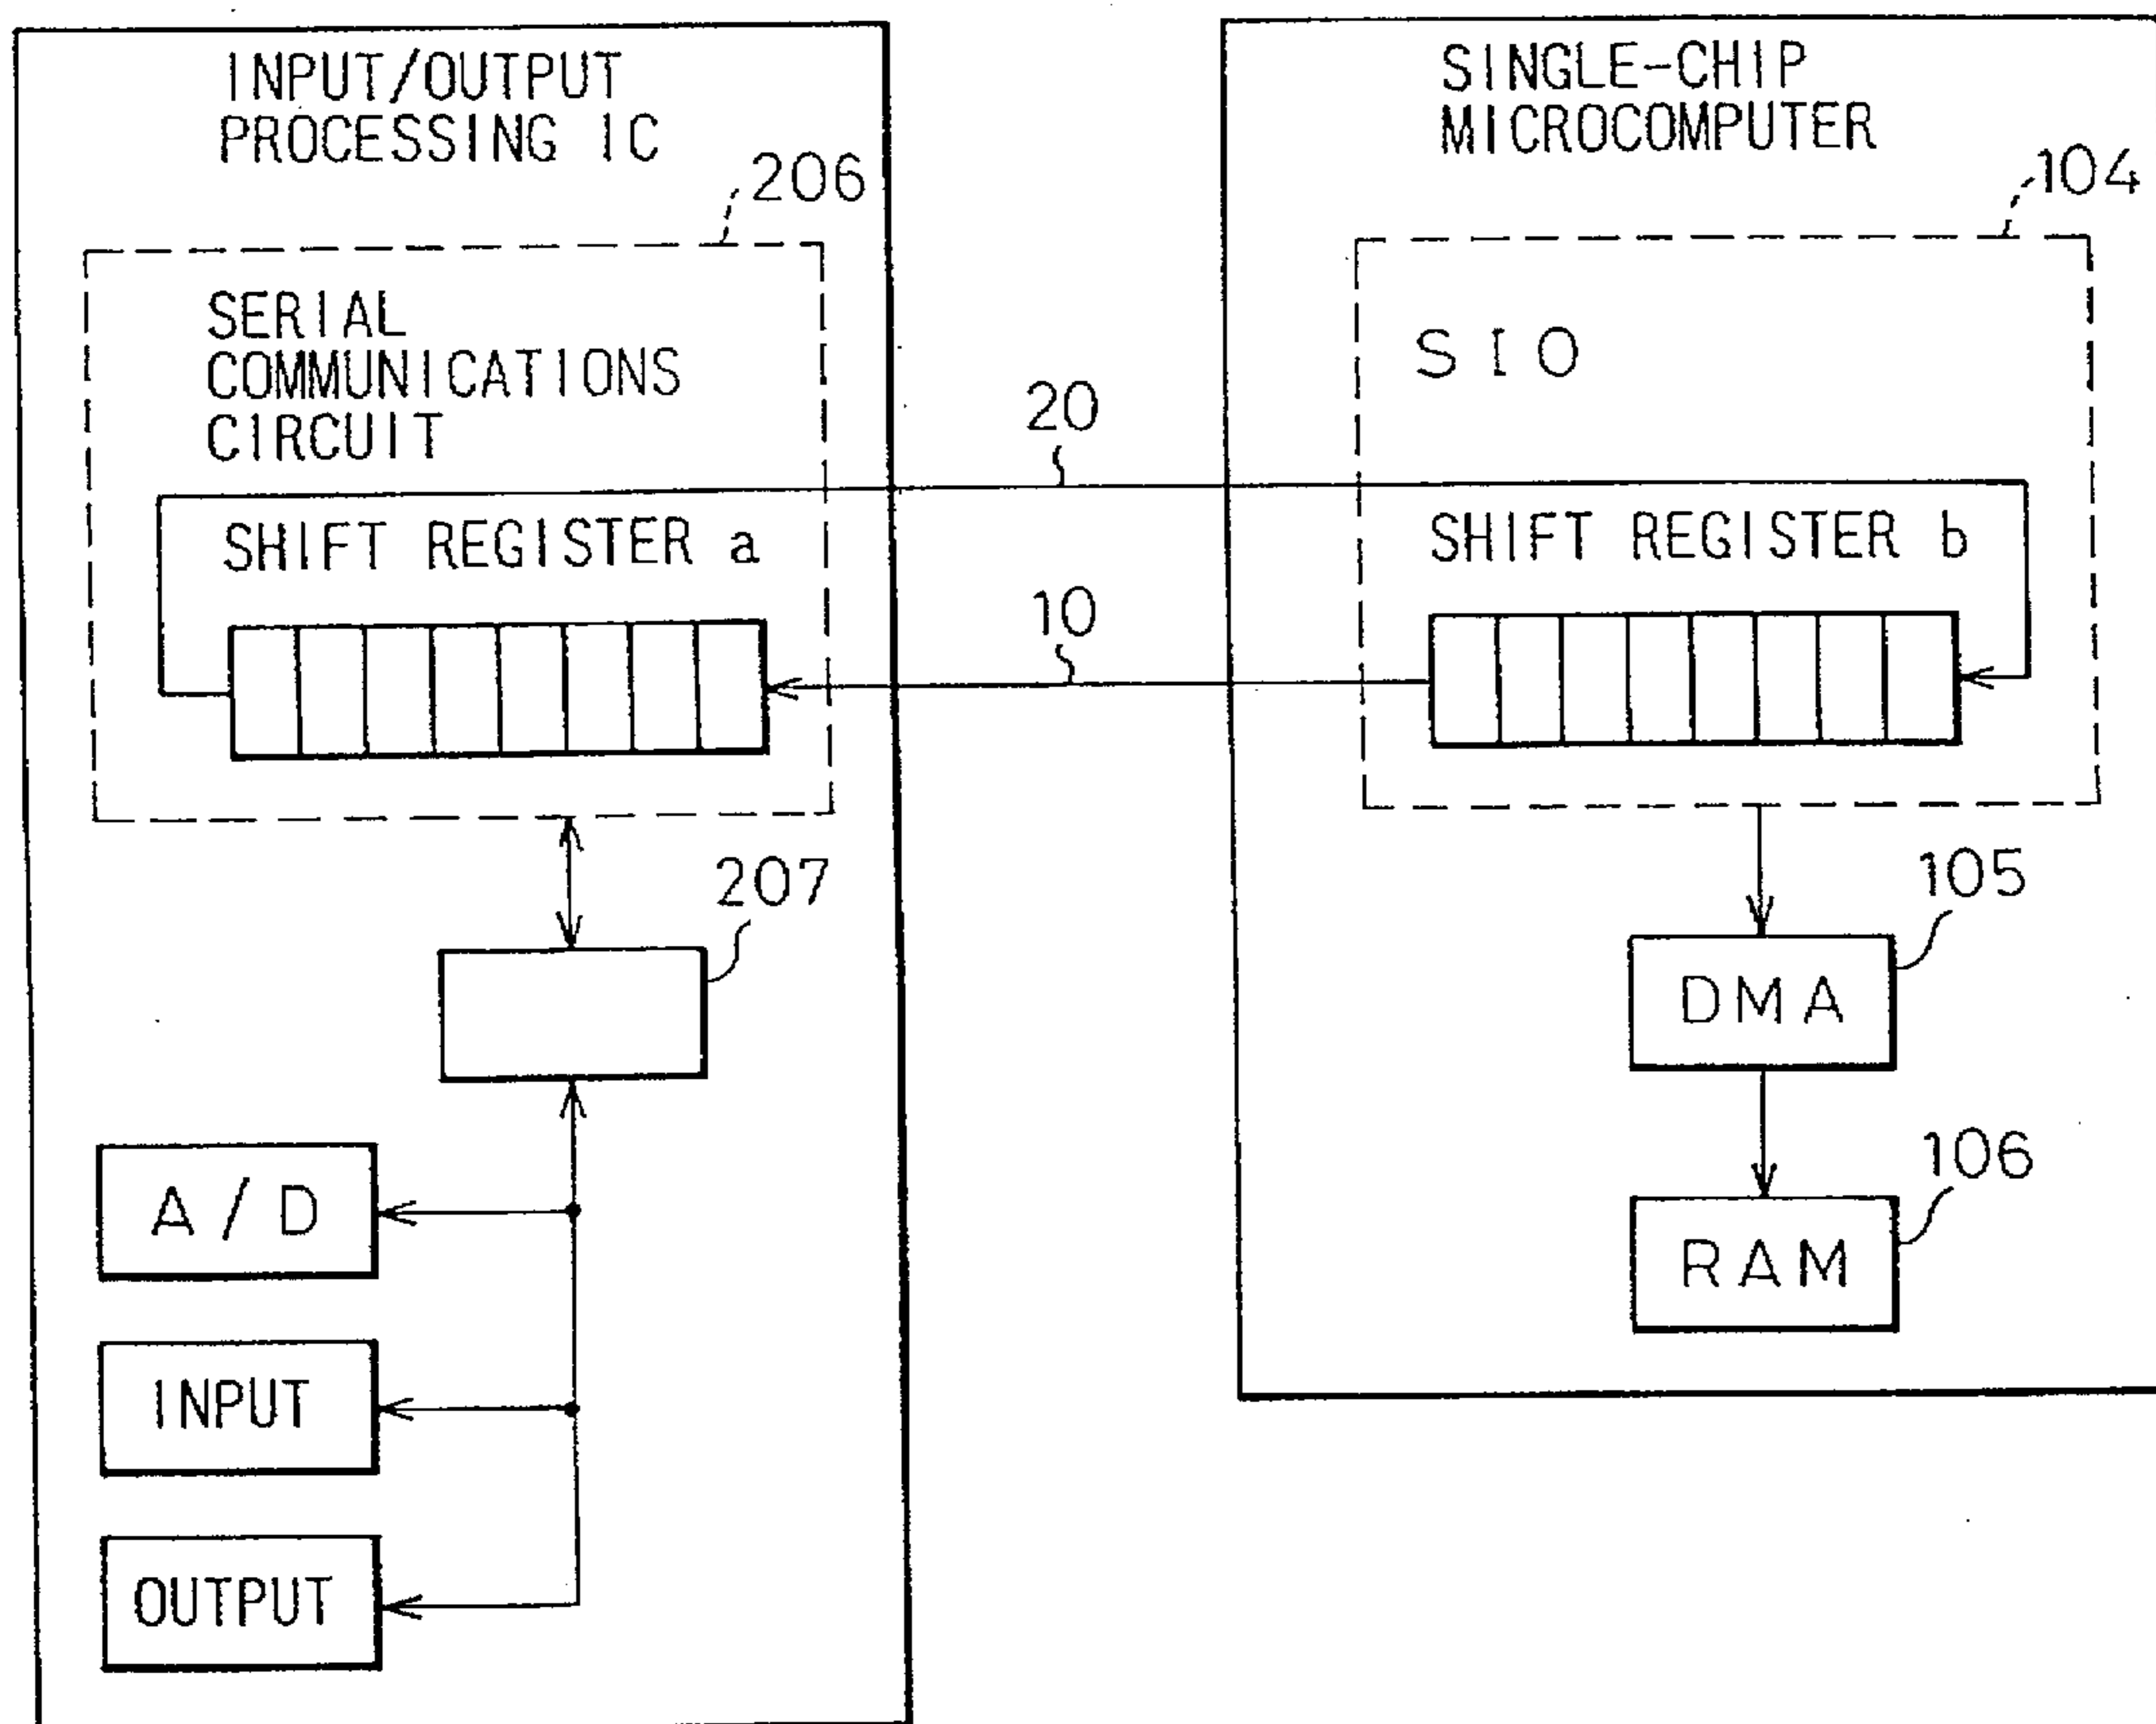 INPUT/OUTPUT
PROCESSING IC
206
SERIAL
COMMUNICATIONS
CIRCUIT
SHIFT REGISTER a
20
10
207
A/D
INPUT
OUTPUT
SINGLE-CHIP
MICROCOMPUTER
104
SIO
SHIFT REGISTER b
105
DMA
106
RAM